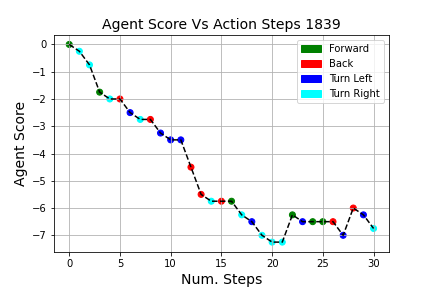 Agent Score Vs Action Steps 1839
Forward
Back
Turn Left
Turn Right
Agent Score
0
−1
−2
−3
−4
−5
−6
−7
0 5 10 15 20 25 30
Num. Steps